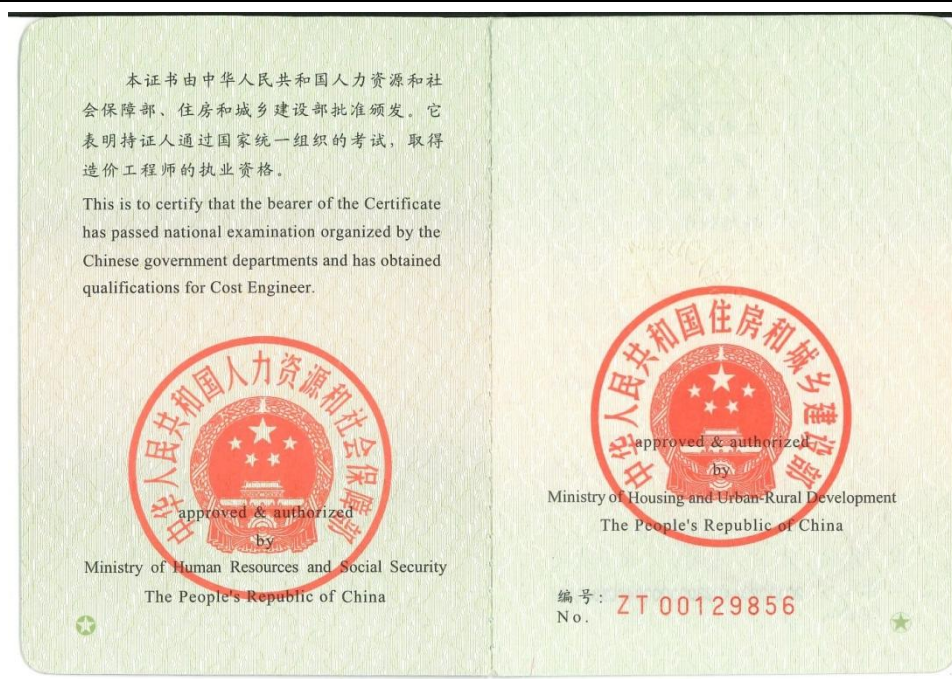 本证书由中华人民共和国人力资源和社
会保障部、住房和城乡建设部批准颁发。它
表明持证人通过国家统一组织的考试，取得
造价工程师的执业资格。
This is to certify that the bearer of the Certificate
has passed national examination organized by the
Chinese government departments and has obtained
qualifications for Cost Engineer.
中华人民共和国人力资源和社会保障部
approved & authorized
by
Ministry of Human Resources and Social Security
The People's Republic of China
中华人民共和国住房和城乡建设部
approved & authorized
by
Ministry of Housing and Urban-Rural Development
The People's Republic of China
编号: ZT00129856
No.